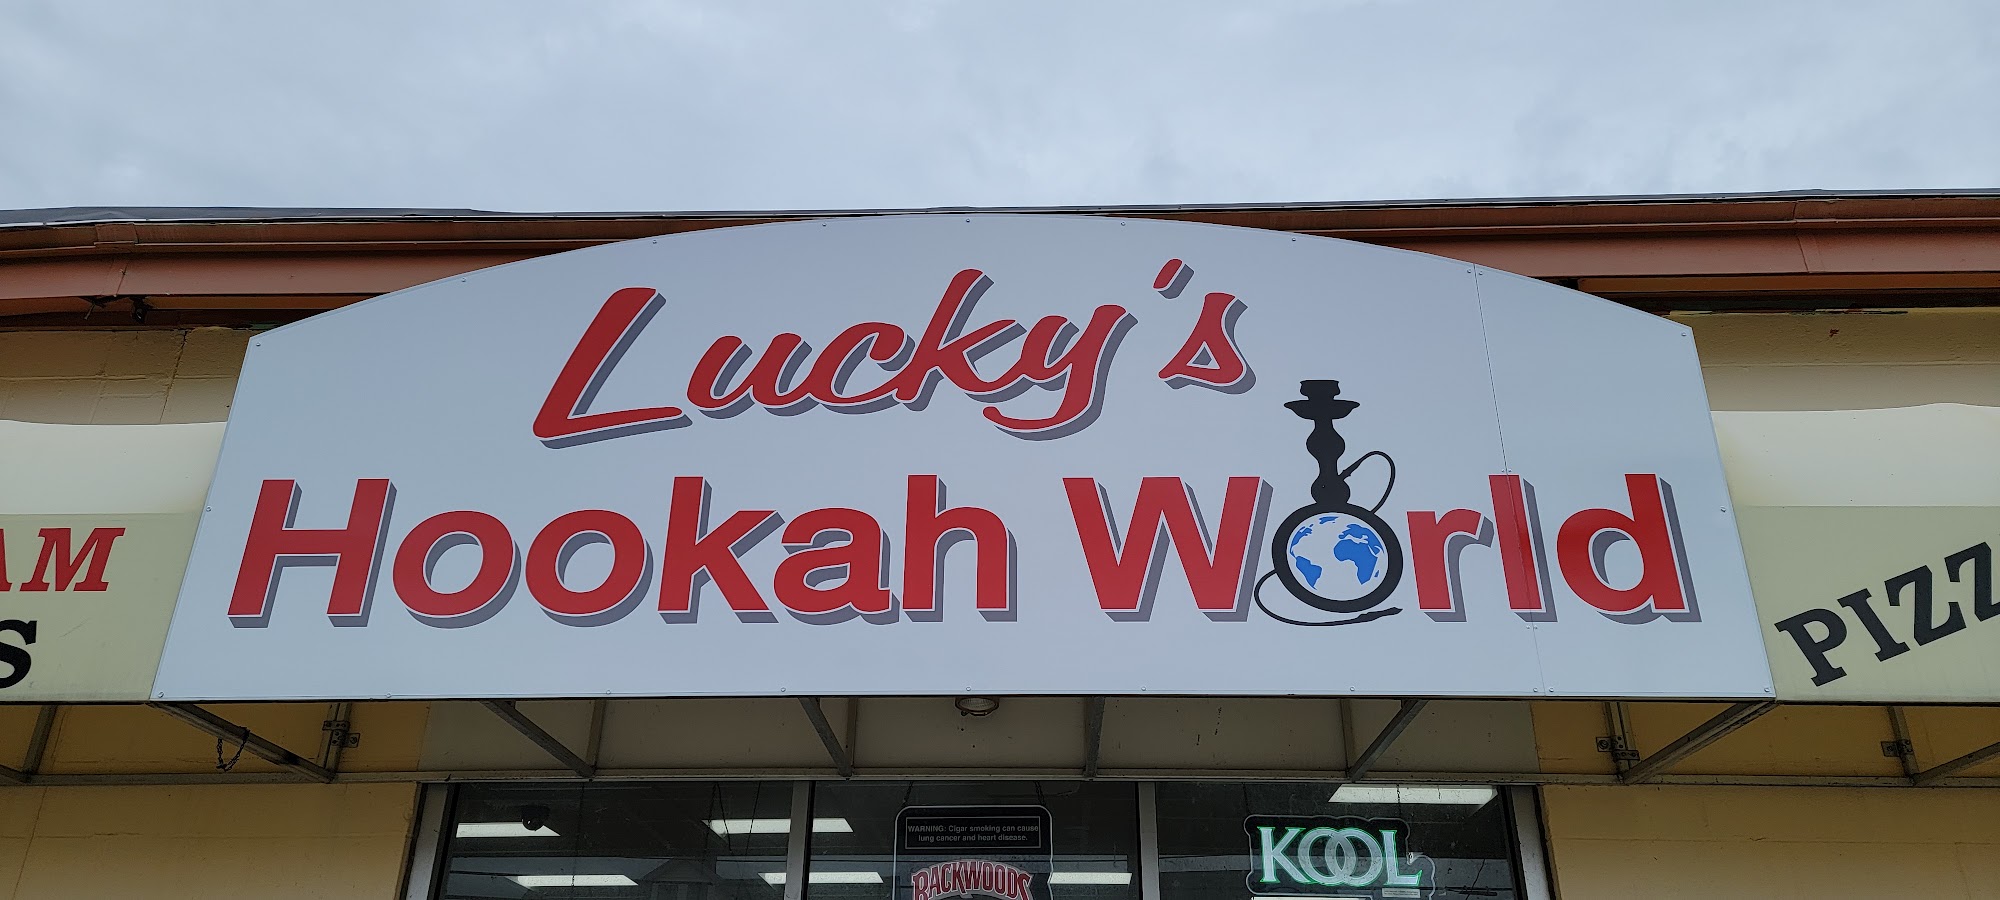 Lucky's
Hookah World
AM
S
PIZZ
WARNING: Cigar smoking can cause
lung cancer and heart disease.
BACKWOODS
KOOL